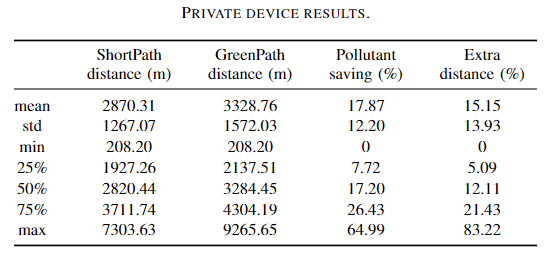 PRIVATE DEVICE RESULTS.
ShortPath GreenPath Pollutant Extra
distance (m) distance (m) saving (%) distance (%)
mean 2870.31 3328.76 17.87 15.15
std 1267.07 1572.03 12.20 13.93
min 208.20 208.20 0 0
25% 1927.26 2137.51 7.72 5.09
50% 2820.44 3284.45 17.20 12.11
75% 3711.74 4304.19 26.43 21.43
max 7303.63 9265.65 64.99 83.22